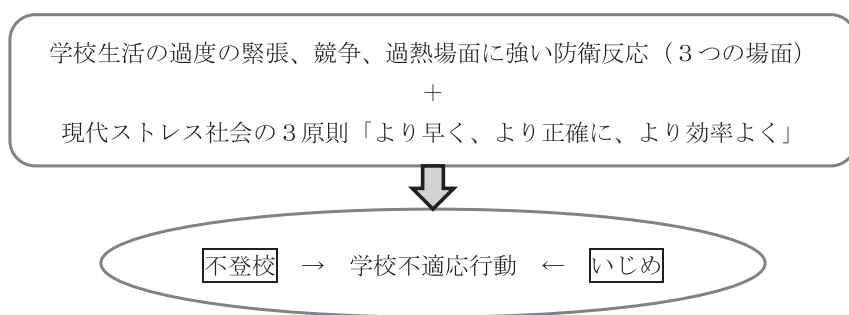 学校生活の過度の緊張、競争、過熱場面に強い防衛反応（３つの場面）
＋
現代ストレス社会の３原則「より早く、より正確に、より効率よく」
不登校 → 学校不適応行動 ← いじめ